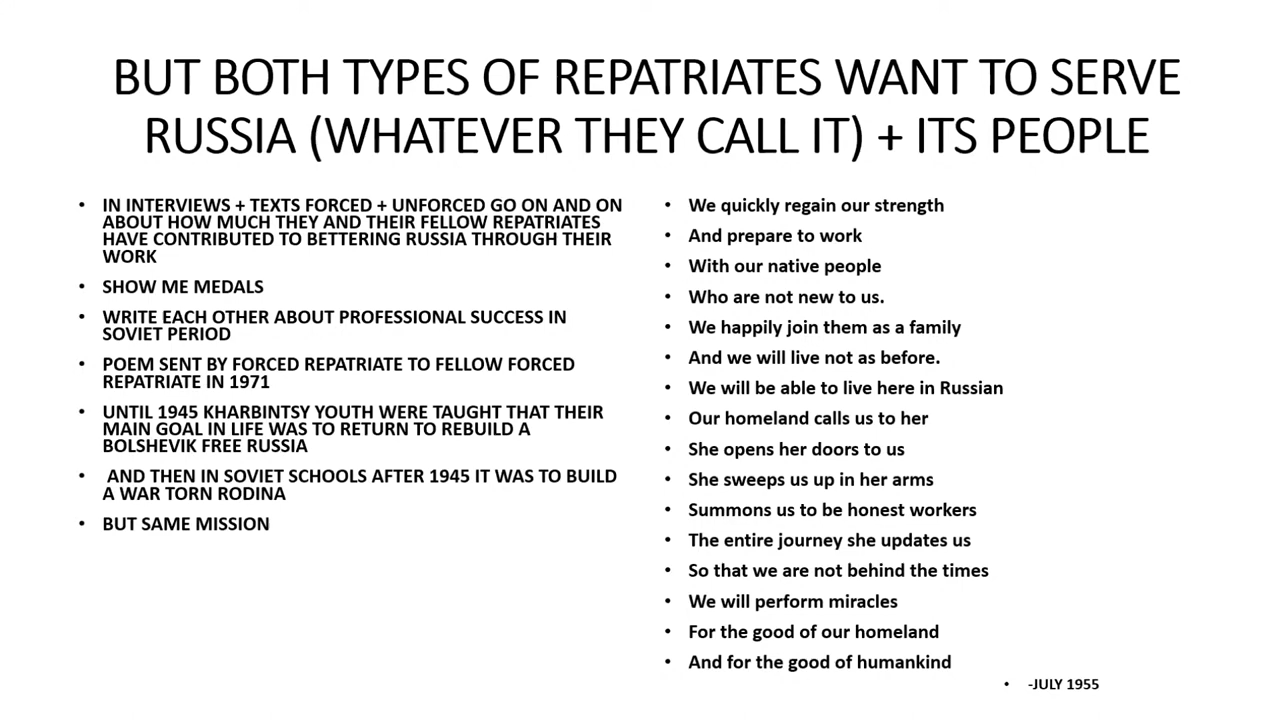 BUT BOTH TYPES OF REPATRIATES WANT TO SERVE
RUSSIA (WHATEVER THEY CALL IT) + ITS PEOPLE
• IN INTERVIEWS + TEXTS FORCED + UNFORCED GO ON AND ON
ABOUT HOW MUCH THEY AND THEIR FELLOW REPATRIATES
HAVE CONTRIBUTED TO BETTERING RUSSIA THROUGH THEIR
WORK
• SHOW ME MEDALS
• WRITE EACH OTHER ABOUT PROFESSIONAL SUCCESS IN
SOVIET PERIOD
• POEM SENT BY FORCED REPATRIATE TO FELLOW FORCED
REPATRIATE IN 1971
• UNTIL 1945 KHARBINTSY YOUTH WERE TAUGHT THAT THEIR
MAIN GOAL IN LIFE WAS TO RETURN TO REBUILD A
BOLSHEVIK FREE RUSSIA
• AND THEN IN SOVIET SCHOOLS AFTER 1945 IT WAS TO BUILD
A WAR TORN RODINA
• BUT SAME MISSION
• We quickly regain our strength
• And prepare to work
• With our native people
• Who are not new to us.
• We happily join them as a family
• And we will live not as before.
• We will be able to live here in Russian
• Our homeland calls us to her
• She opens her doors to us
• She sweeps us up in her arms
• Summons us to be honest workers
• The entire journey she updates us
• So that we are not behind the times
• We will perform miracles
• For the good of our homeland
• And for the good of humankind
• -JULY 1955